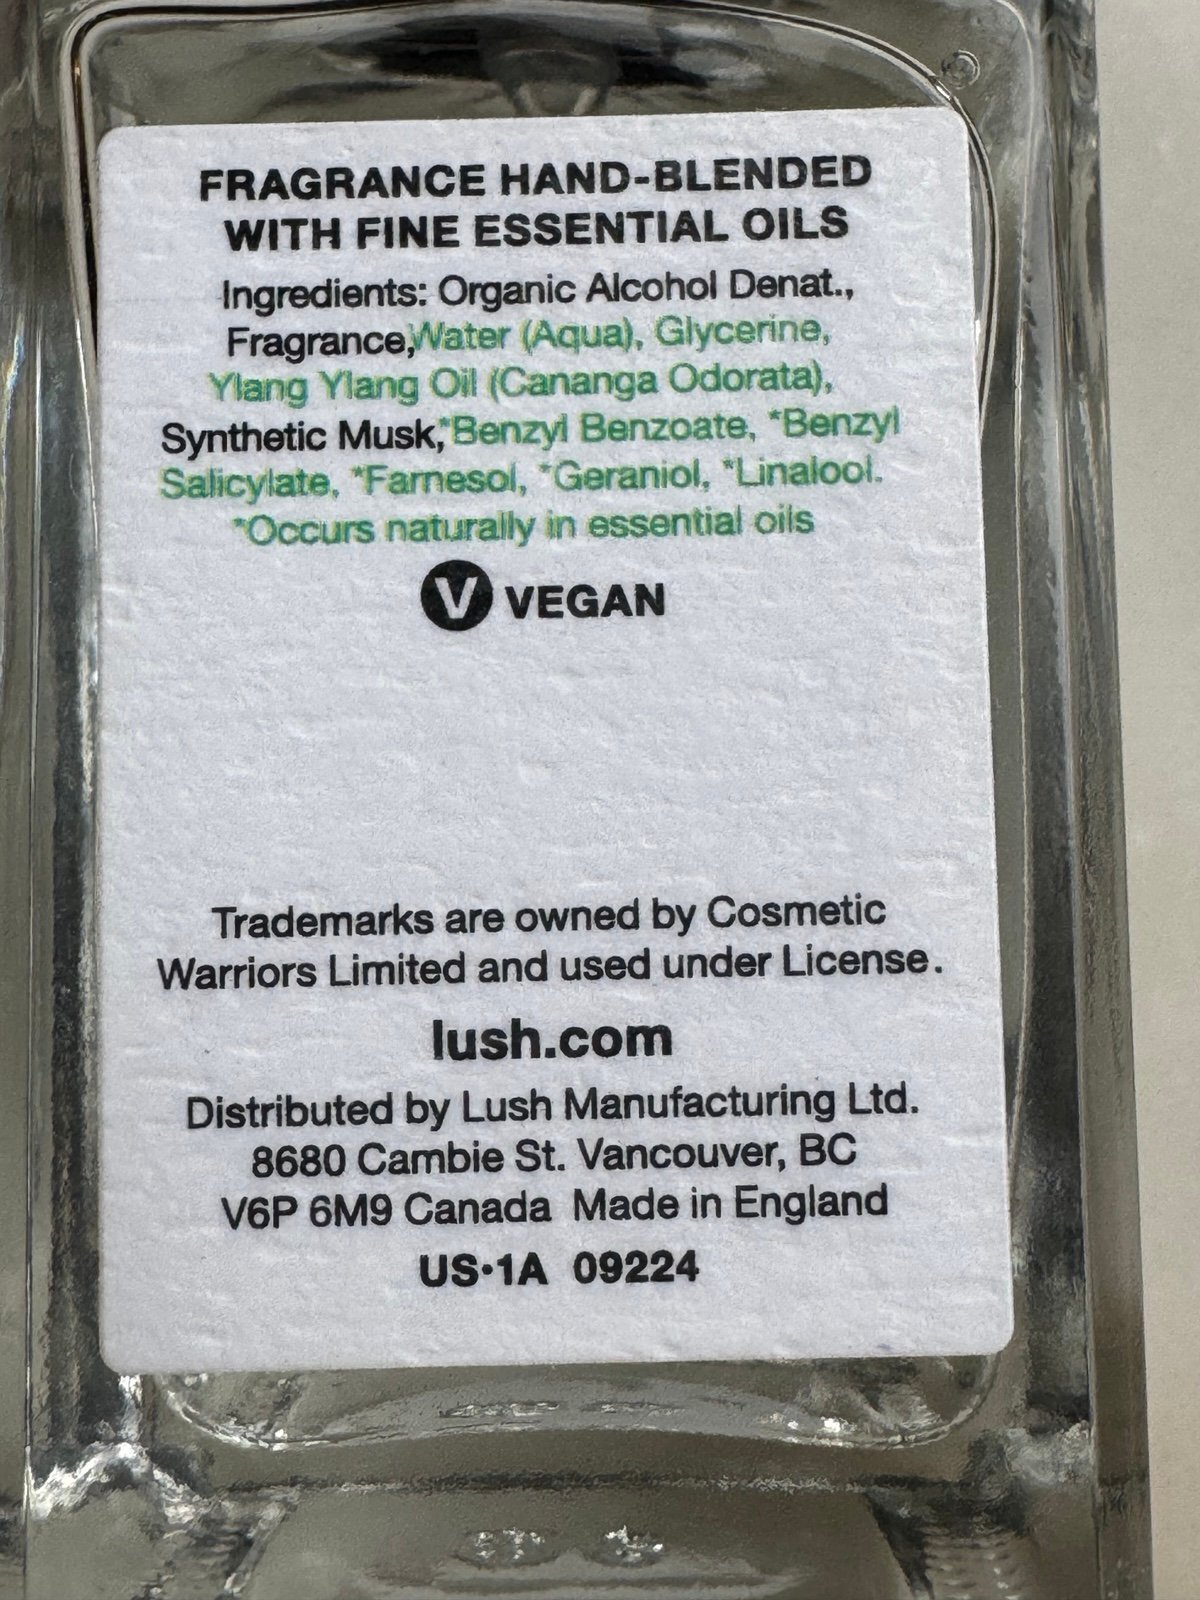 FRAGRANCE HAND-BLENDED
WITH FINE ESSENTIAL OILS
Ingredients: Organic Alcohol Denat.,
Fragrance, Water (Aqua), Glycerine,
Ylang Ylang Oil (Cananga Odorata),
Synthetic Musk, *Benzyl Benzoate, *Benzyl
Salicylate, *Farnesol, *Geraniol, *Linalool.
*Occurs naturally in essential oils
V VEGAN
Trademarks are owned by Cosmetic
Warriors Limited and used under License.
lush.com
Distributed by Lush Manufacturing Ltd.
8680 Cambie St. Vancouver, BC
V6P 6M9 Canada Made in England
US•1A 09224